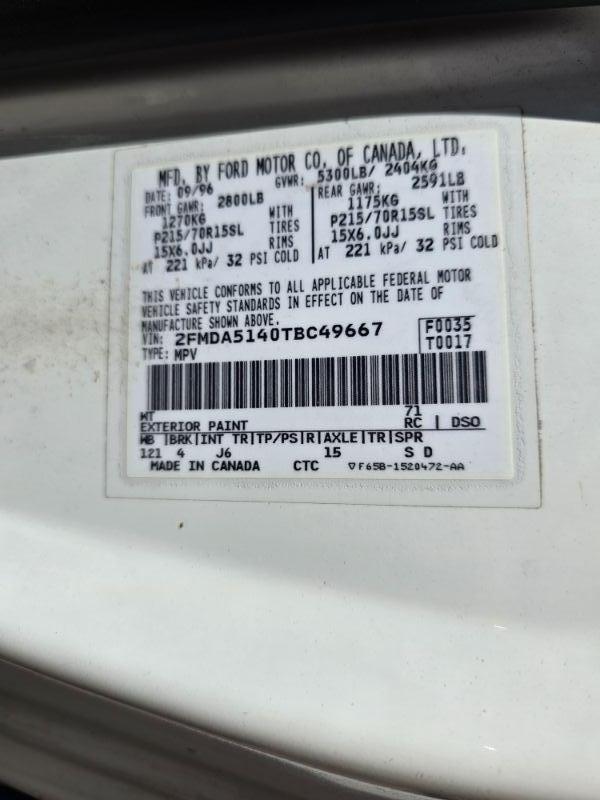 MFD. BY FORD MOTOR CO. OF CANADA, LTD.
DATE: 09/96 GVWR: 5300LB/ 2404KG
FRONT GAWR: 2800LB REAR GAWR: 2591LB
1270KG WITH 1175KG WITH
P215/70R15SL TIRES P215/70R15SL TIRES
15X6.0JJ RIMS 15X6.0JJ RIMS
AT 221 kPa/ 32 PSI COLD AT 221 kPa/ 32 PSI COLD
THIS VEHICLE CONFORMS TO ALL APPLICABLE FEDERAL MOTOR
VEHICLE SAFETY STANDARDS IN EFFECT ON THE DATE OF
MANUFACTURE SHOWN ABOVE.
VIN: 2FMDA5140TBC49667 F0035
TYPE: MPV T0017
WT 71
EXTERIOR PAINT RC | DSO
WB |BRK|INT TR|TP/PS|R|AXLE|TR|SPR
121 4 J6 15 S D
MADE IN CANADA CTC ▽F65B-1520472-AA